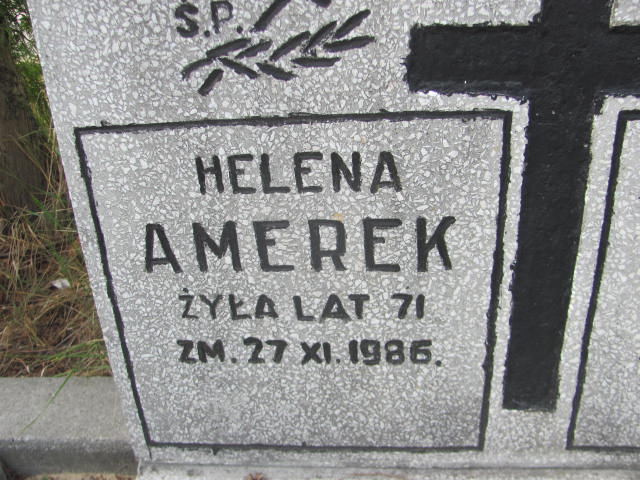 Ś.P.
HELENA
AMEREK
ŻYŁA LAT 71
ZM. 27 XI. 1986.